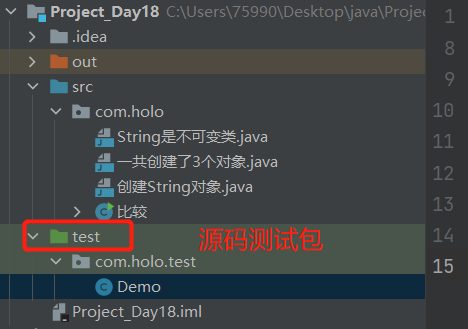 Project_Day18 C:\Users\75990\Desktop\java\Proje
.idea
out
src
com.holo
String是不可变类.java
一共创建了3个对象.java
创建String对象.java
比较
test 源码测试包
com.holo.test
Demo
Project_Day18.iml
1
8
9
10
11
12
13
14
15